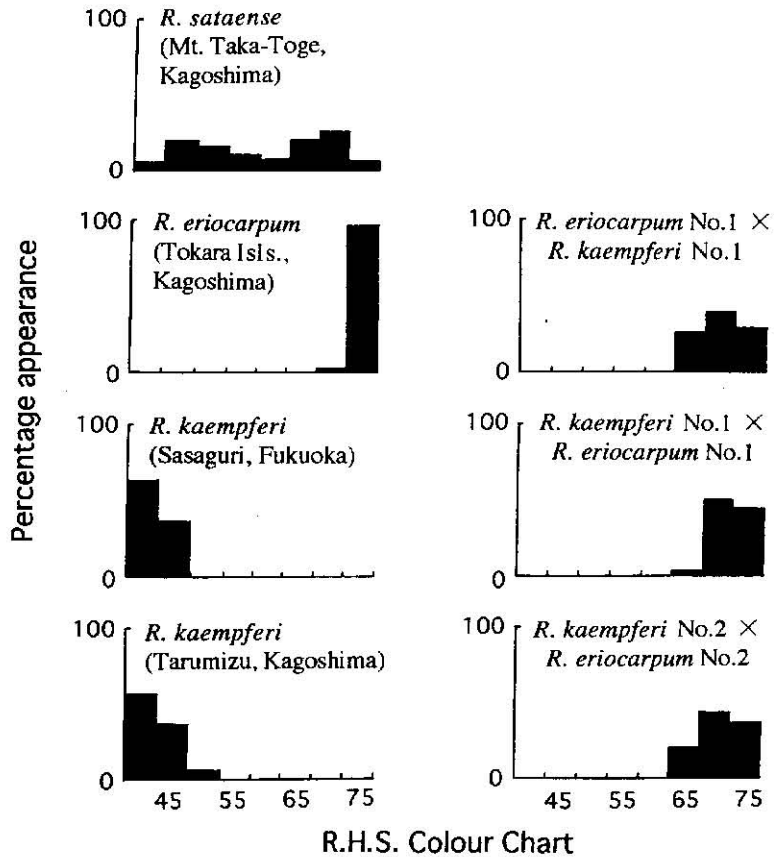 100
R. sataense
(Mt. Taka-Toge,
Kagoshima)
0
Percentage appearance
100
R. eriocarpum
(Tokara Isls.,
Kagoshima)
0
100
R. eriocarpum No.1 ×
R. kaempferi No.1
0
100
R. kaempferi
(Sasaguri, Fukuoka)
0
100
R. kaempferi No.1 ×
R. eriocarpum No.1
0
100
R. kaempferi
(Tarumizu, Kagoshima)
0
45 55 65 75
100
R. kaempferi No.2 ×
R. eriocarpum No.2
0
45 55 65 75
R.H.S. Colour Chart